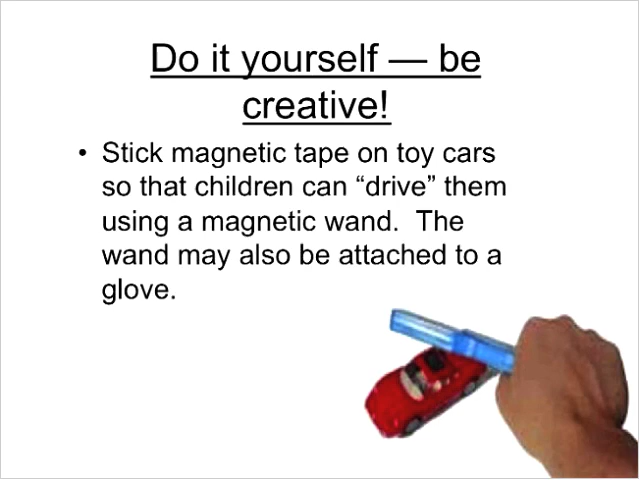 Do it yourself — be
creative!
• Stick magnetic tape on toy cars
so that children can “drive” them
using a magnetic wand.  The
wand may also be attached to a
glove.